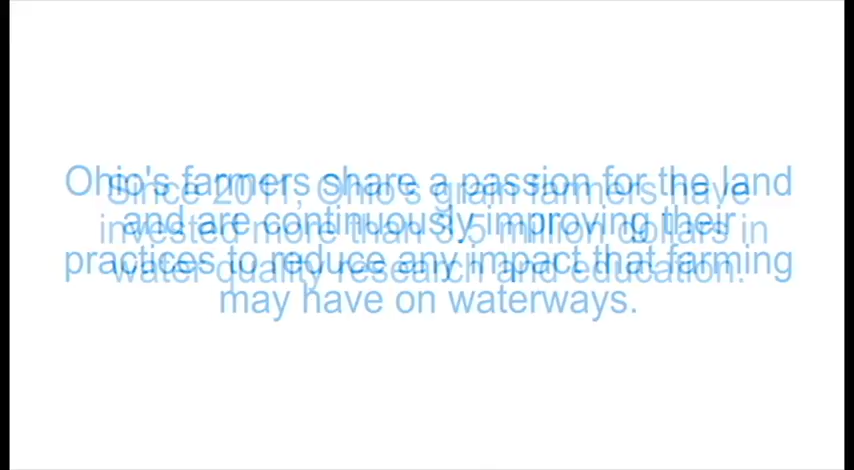 Ohio's farmers share a passion for the land
and are continuously improving their
practices to reduce any impact that farming
may have on waterways.
Since 2011, Ohio's grain farmers have
invested more than 3.5 million dollars in
water quality research and education.